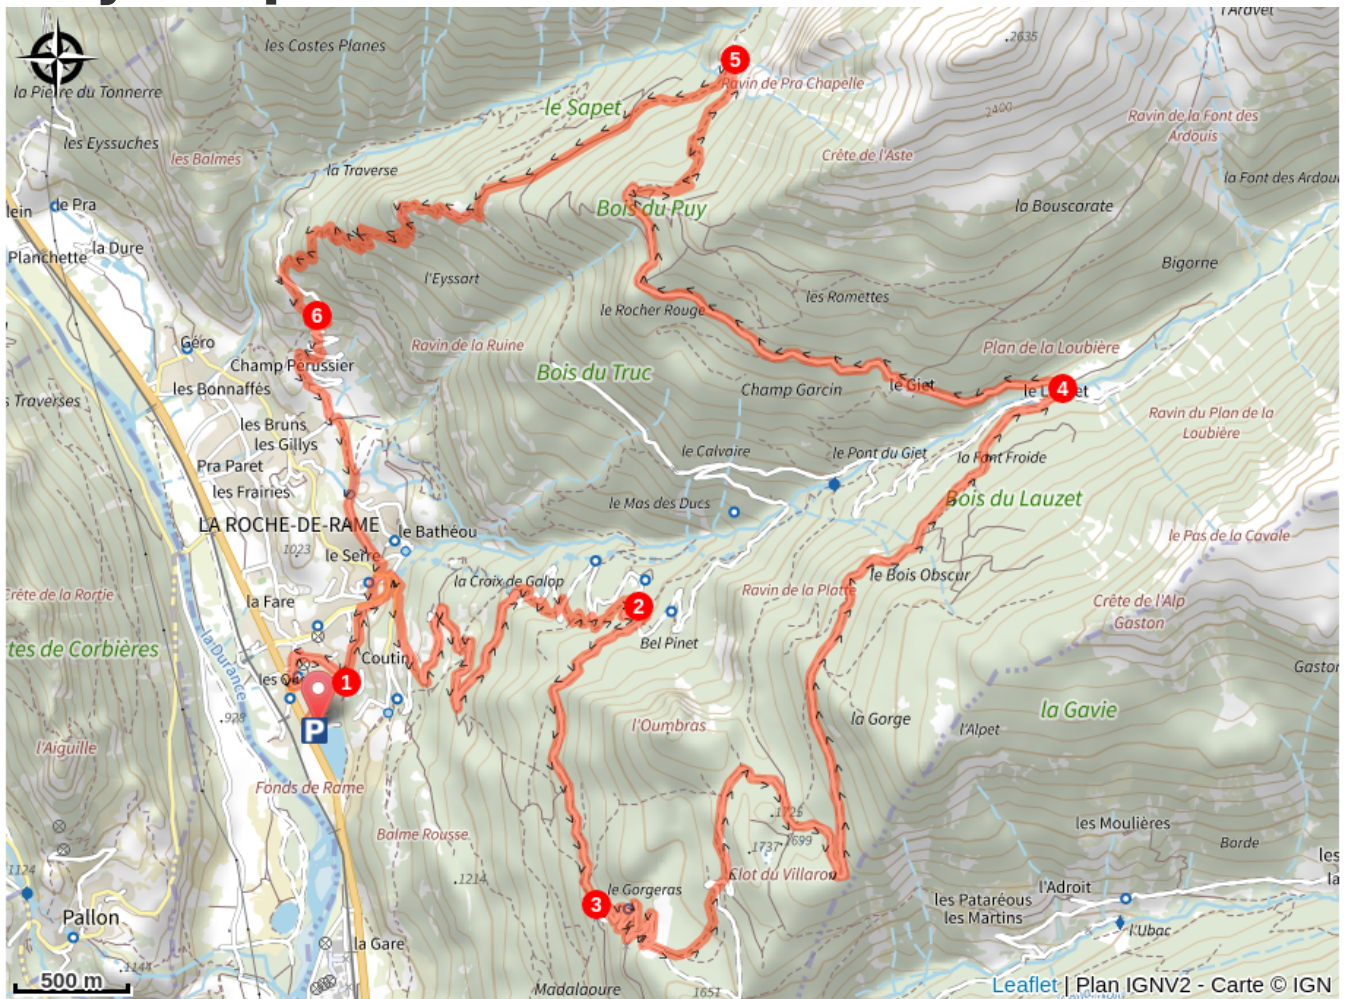 l'Aravet
les Costes Planes
.2635
5
Ravin de Pra Chapelle
la Pierre du Tonnerre
le Sapet
2400
Ravin de la Font des
Ardouis
les Eyssuches
les Balmes
Crête de l'Aste
la Traverse
la Font des Ardoui
de Pra
lein
Bois du Puy
la Bouscarate
la Dure
Planchette
Bigorne
l'Eyssart
les Romettes
6
le Rocher Rouge
Géro
Ravin de la Ruine
Plan de la Loubière
Champ Pérussier
Bois du Truc
les Bonnaffés
Champ Garcin
le Giet
4
s Traverses
Ravin du Plan de la
Loubière
les Bruns
les Gillys
le Calvaire
le Pont du Giet
la Font Froide
Pra Paret
les Frairies
le Mas des Ducs
Bois du Lauzet
LA ROCHE-DE-RAME
le Bathéou
le Pas de la Cavale
1023
le Serre
la Croix de Galop
le Bois Obscur
Ravin de la Platte
Crête de la Rortie
la Fare
2
Crête de l'Alp
Gaston
Bel Pinet
tes de Corbières
la Durance
Coutin
1
Gaston
.928
la Gorge
l'Alpet
la Gavie
l'Oumbras
l'Aiguille
P
Fonds de Rame
.1725
les Moulières
Balme Rousse
1699
.1737
Borde
les
1124
.1214
Clot du Villaron
la
le Gorgeras
3
l'Adroit
les Pataréous
les Martins
Pallon
l'Ubac
la Gare
.1144
500 m
Madalaoure
1651
Leaflet | Plan IGNV2 - Carte © IGN